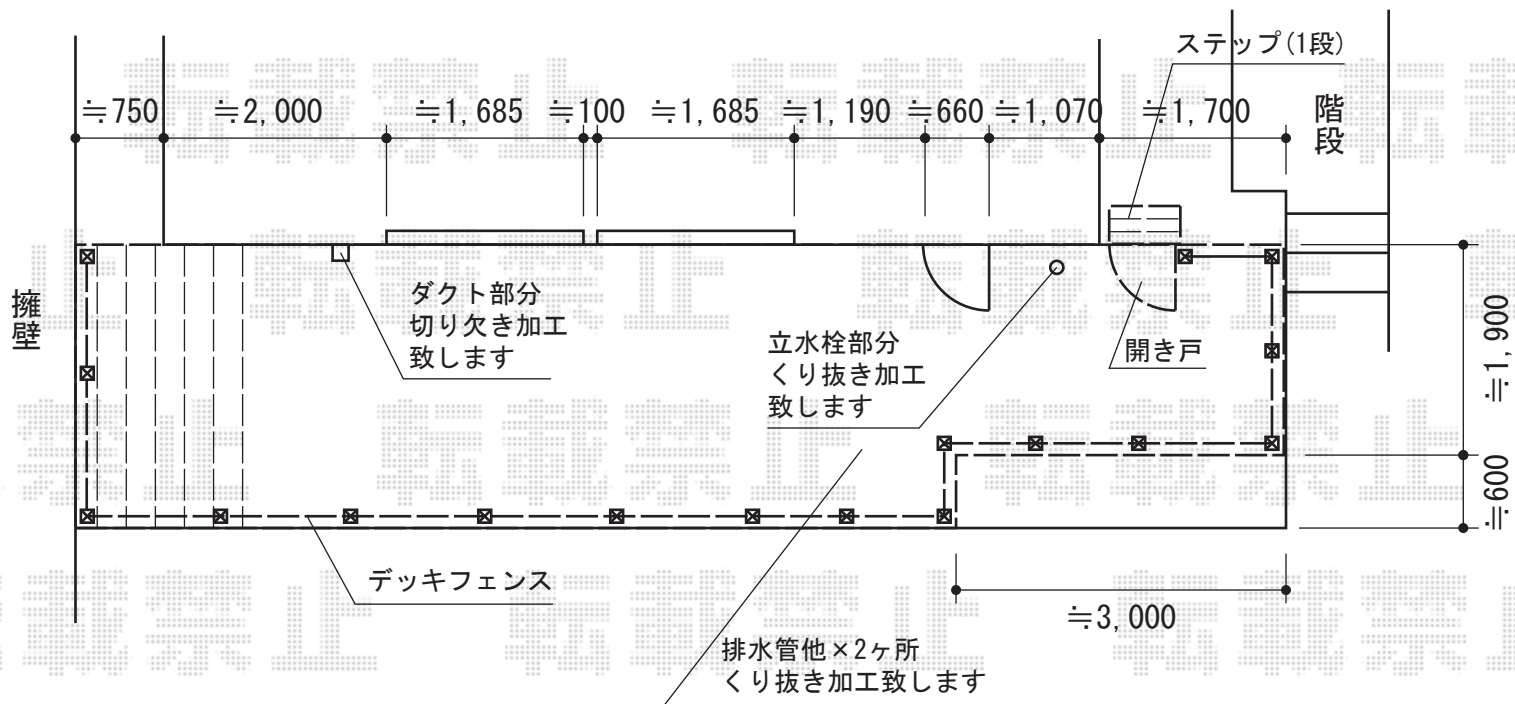 ステップ(1段)
≒750 ≒2,000 ≒1,685 ≒100 ≒1,685 ≒1,190 ≒660 ≒1,070 ≒1,700
階段
擁壁
ダクト部分
切り欠き加工
致します
立水栓部分
くり抜き加工
致します
開き戸
≒1,900
≒600
デッキフェンス
≒3,000
排水管他×2ヶ所
くり抜き加工致します
転載禁止